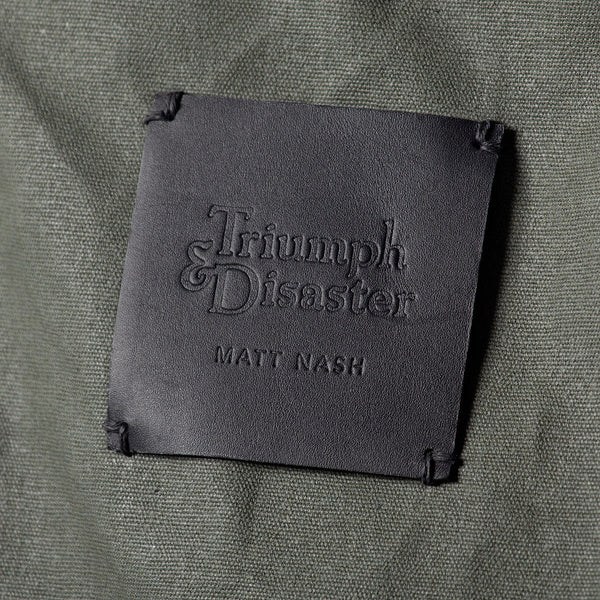 Triumph
& Disaster
MATT NASH